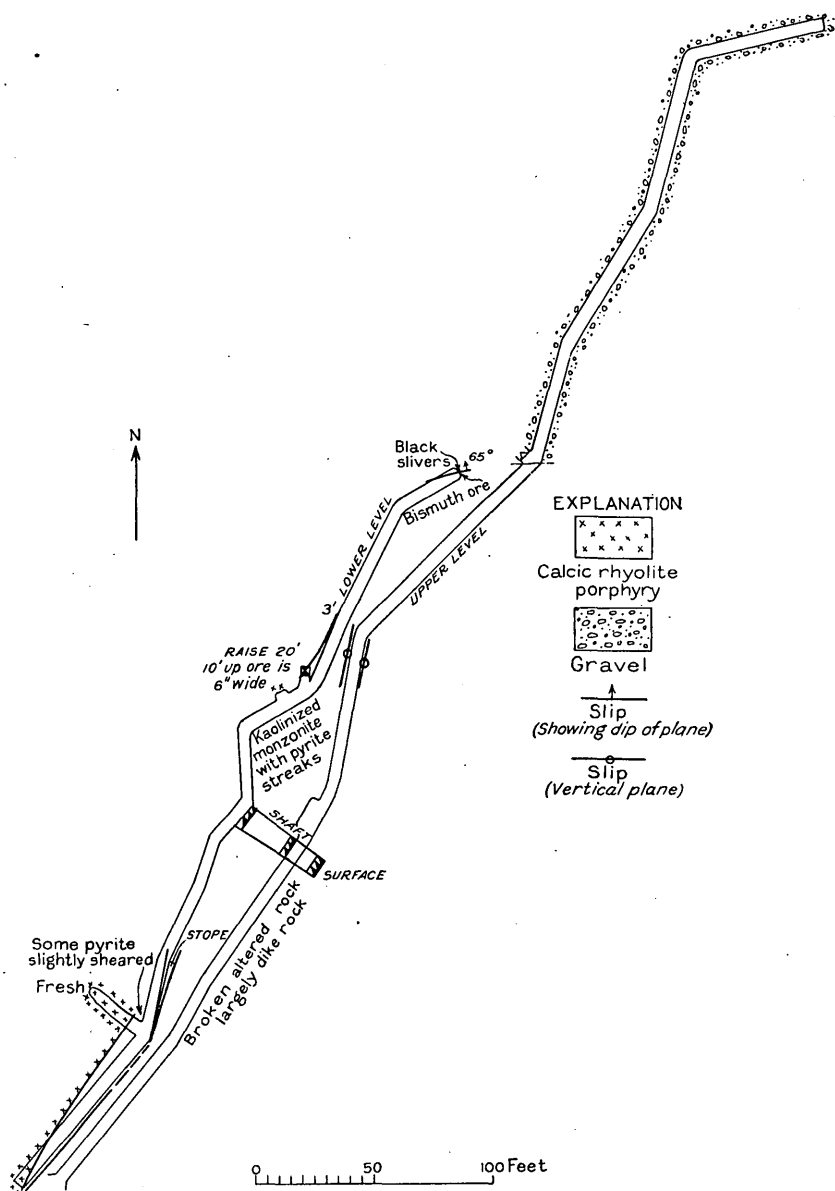 N
Black
slivers
65°
Bismuth ore
LOWER LEVEL
UPPER LEVEL
3'
RAISE 20'
10' up ore is
6" wide
Kaolinized
monzonite
with pyrite
streaks
SHAFT
SURFACE
STOPE
Broken altered rock
largely dike rock
Some pyrite
slightly sheared
Fresh
EXPLANATION
Calcic rhyolite
porphyry
Gravel
Slip
(Showing dip of plane)
Slip
(Vertical plane)
0 50 100 Feet